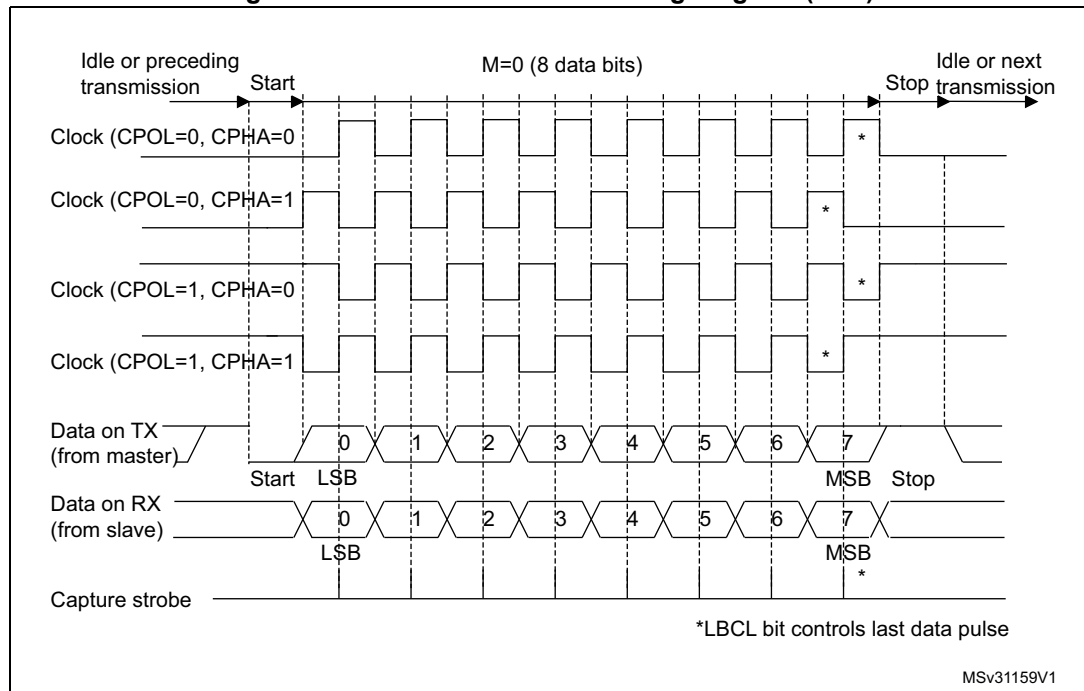 Idle or preceding transmission
Start
M=0 (8 data bits)
Stop
Idle or next transmission
Clock (CPOL=0, CPHA=0
*
Clock (CPOL=0, CPHA=1
*
Clock (CPOL=1, CPHA=0
*
Clock (CPOL=1, CPHA=1
*
Data on TX (from master)
0 1 2 3 4 5 6 7
Start LSB MSB Stop
Data on RX (from slave)
0 1 2 3 4 5 6 7
LSB MSB
*
Capture strobe
*LBCL bit controls last data pulse
MSv31159V1